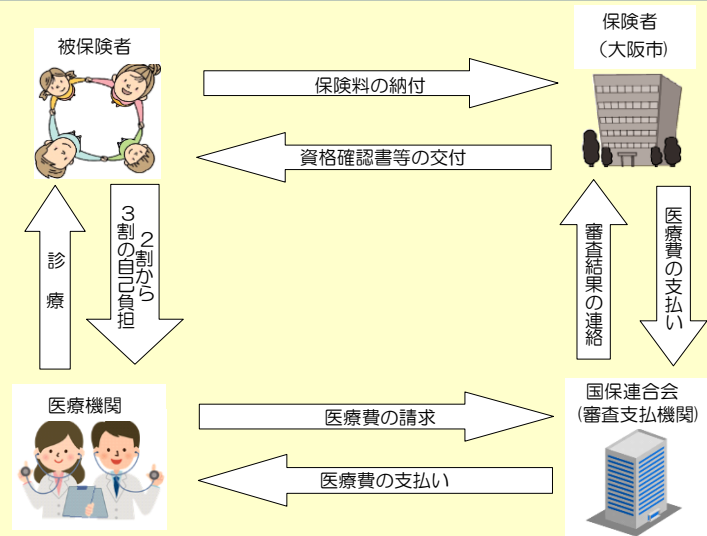 被保険者
保険者
（大阪市）
保険料の納付
資格確認書等の交付
診療
２割から
３割の自己負担
審査結果の連絡
医療費の支払い
医療機関
国保連合会
(審査支払機関)
医療費の請求
医療費の支払い